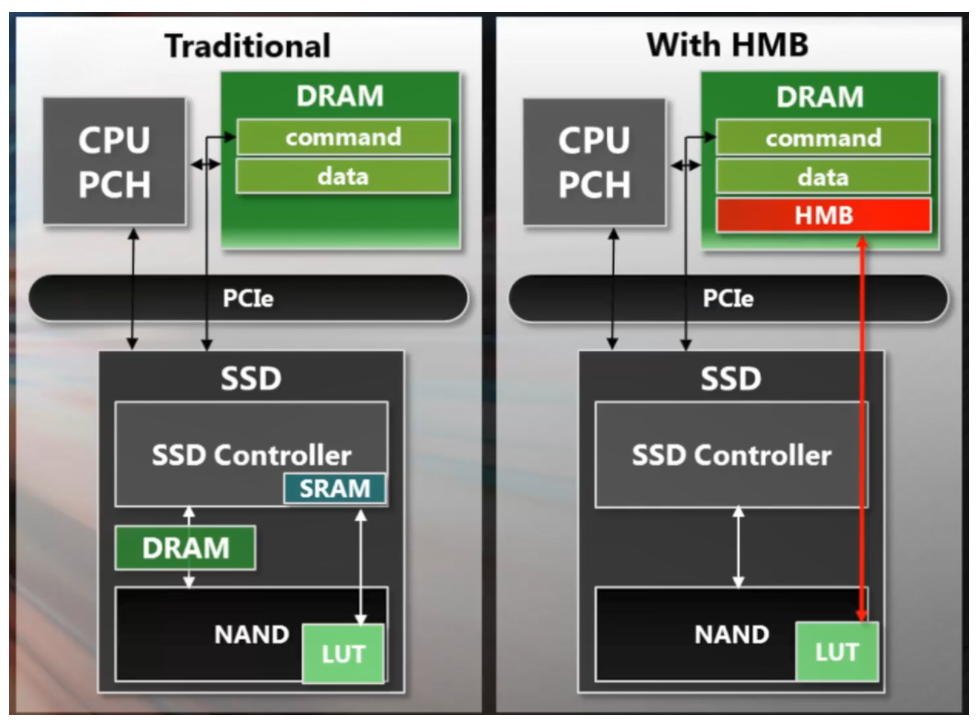 Traditional
DRAM
CPU
PCH
command
data
PCIe
SSD
SSD Controller
SRAM
DRAM
NAND
LUT
With HMB
DRAM
CPU
PCH
command
data
HMB
PCIe
SSD
SSD Controller
NAND
LUT